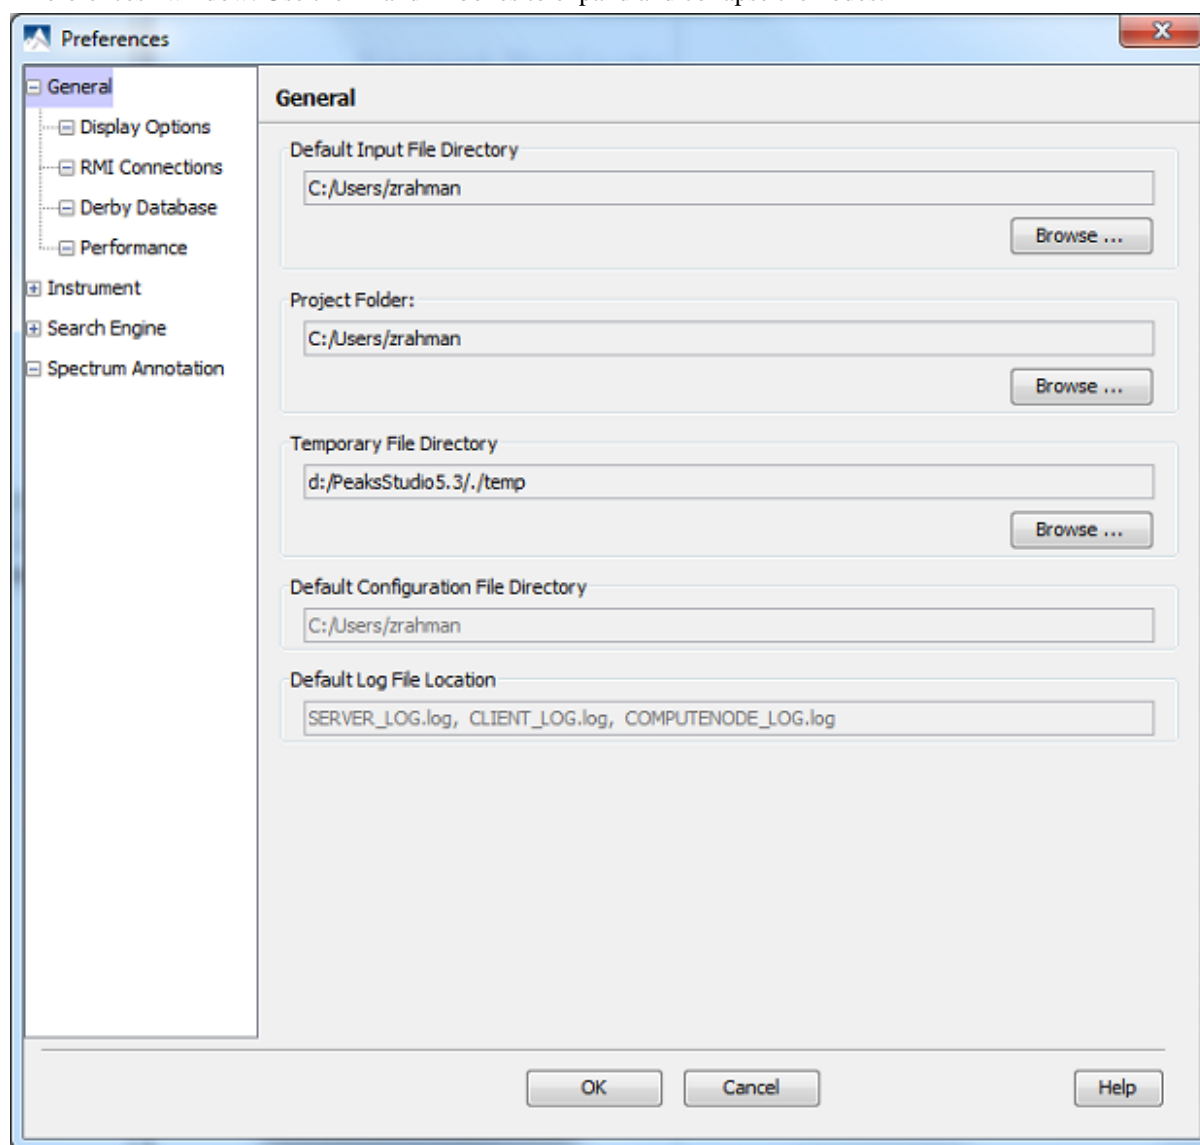 Preferences
General
Display Options
RMI Connections
Derby Database
Performance
Instrument
Search Engine
Spectrum Annotation
General
Default Input File Directory
C:/Users/zrahman
Browse ...
Project Folder:
C:/Users/zrahman
Browse ...
Temporary File Directory
d:/PeaksStudio5.3/./temp
Browse ...
Default Configuration File Directory
C:/Users/zrahman
Default Log File Location
SERVER_LOG.log, CLIENT_LOG.log, COMPUTENODE_LOG.log
OK
Cancel
Help